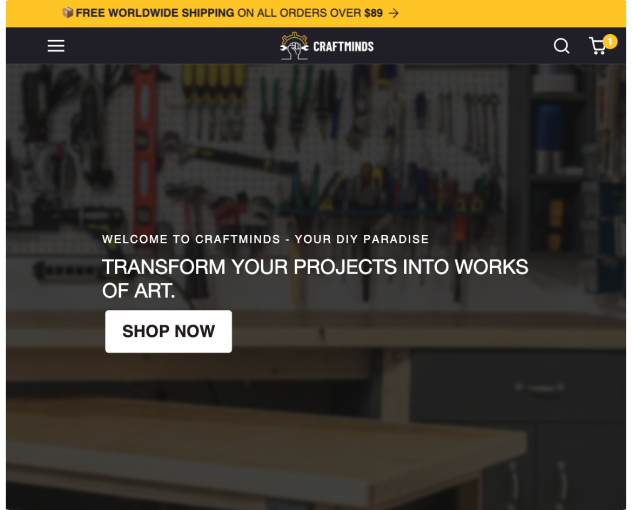 📦FREE WORLDWIDE SHIPPING ON ALL ORDERS OVER $89 →
CRAFTMINDS
1
WELCOME TO CRAFTMINDS - YOUR DIY PARADISE
TRANSFORM YOUR PROJECTS INTO WORKS
OF ART.
SHOP NOW